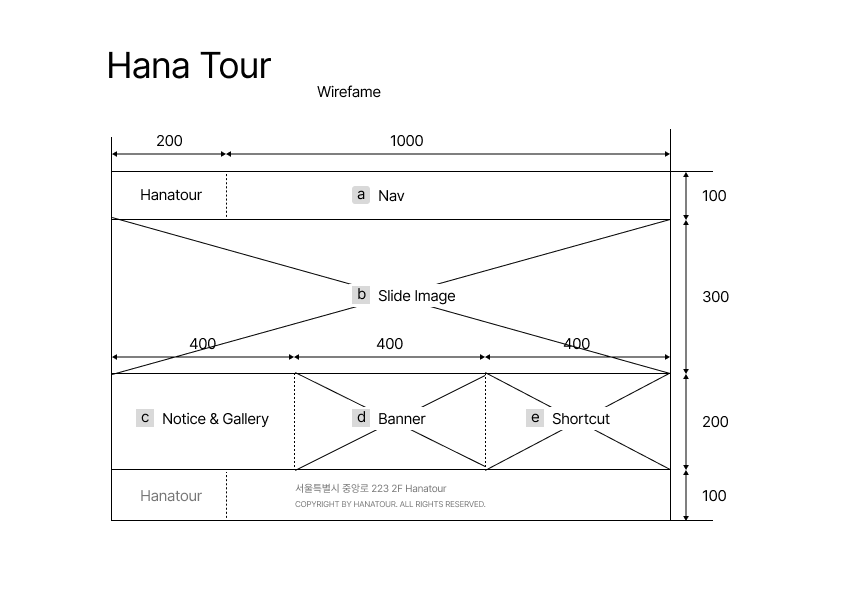 Hana Tour
Wirefame
200 1000
Hanatour a Nav 100
b Slide Image 300
400 400 400
c Notice & Gallery d Banner e Shortcut 200
Hanatour 100
서울특별시 중앙로 223 2F Hanatour
COPYRIGHT BY HANATOUR. ALL RIGHTS RESERVED.